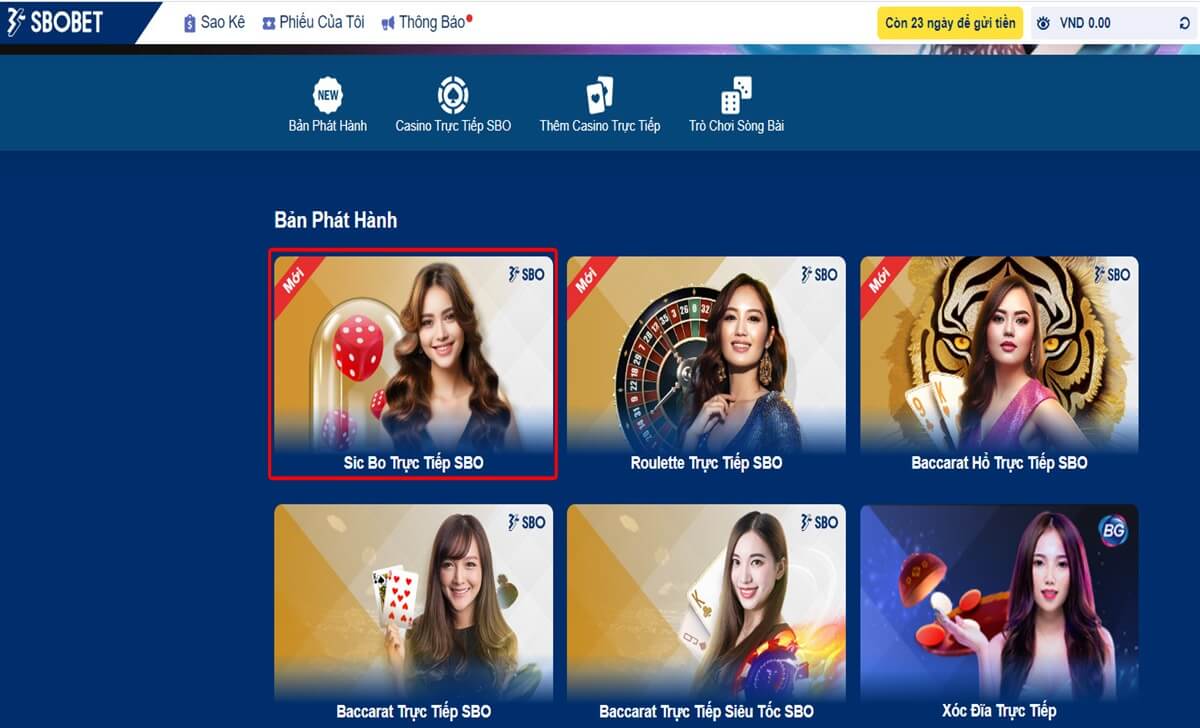 SBOBET
Sao Kê
Phiếu Của Tôi
Thông Báo
Còn 23 ngày để gửi tiền
VND 0.00
NEW
Bản Phát Hành
Casino Trực Tiếp SBO
Thêm Casino Trực Tiếp
Trò Chơi Sòng Bài
Bản Phát Hành
Mới
SBO
Sic Bo Trực Tiếp SBO
Mới
SBO
Roulette Trực Tiếp SBO
Mới
SBO
9
K
Baccarat Hổ Trực Tiếp SBO
SBO
Baccarat Trực Tiếp SBO
SBO
K
Baccarat Trực Tiếp Siêu Tốc SBO
BG
Xóc Đĩa Trực Tiếp